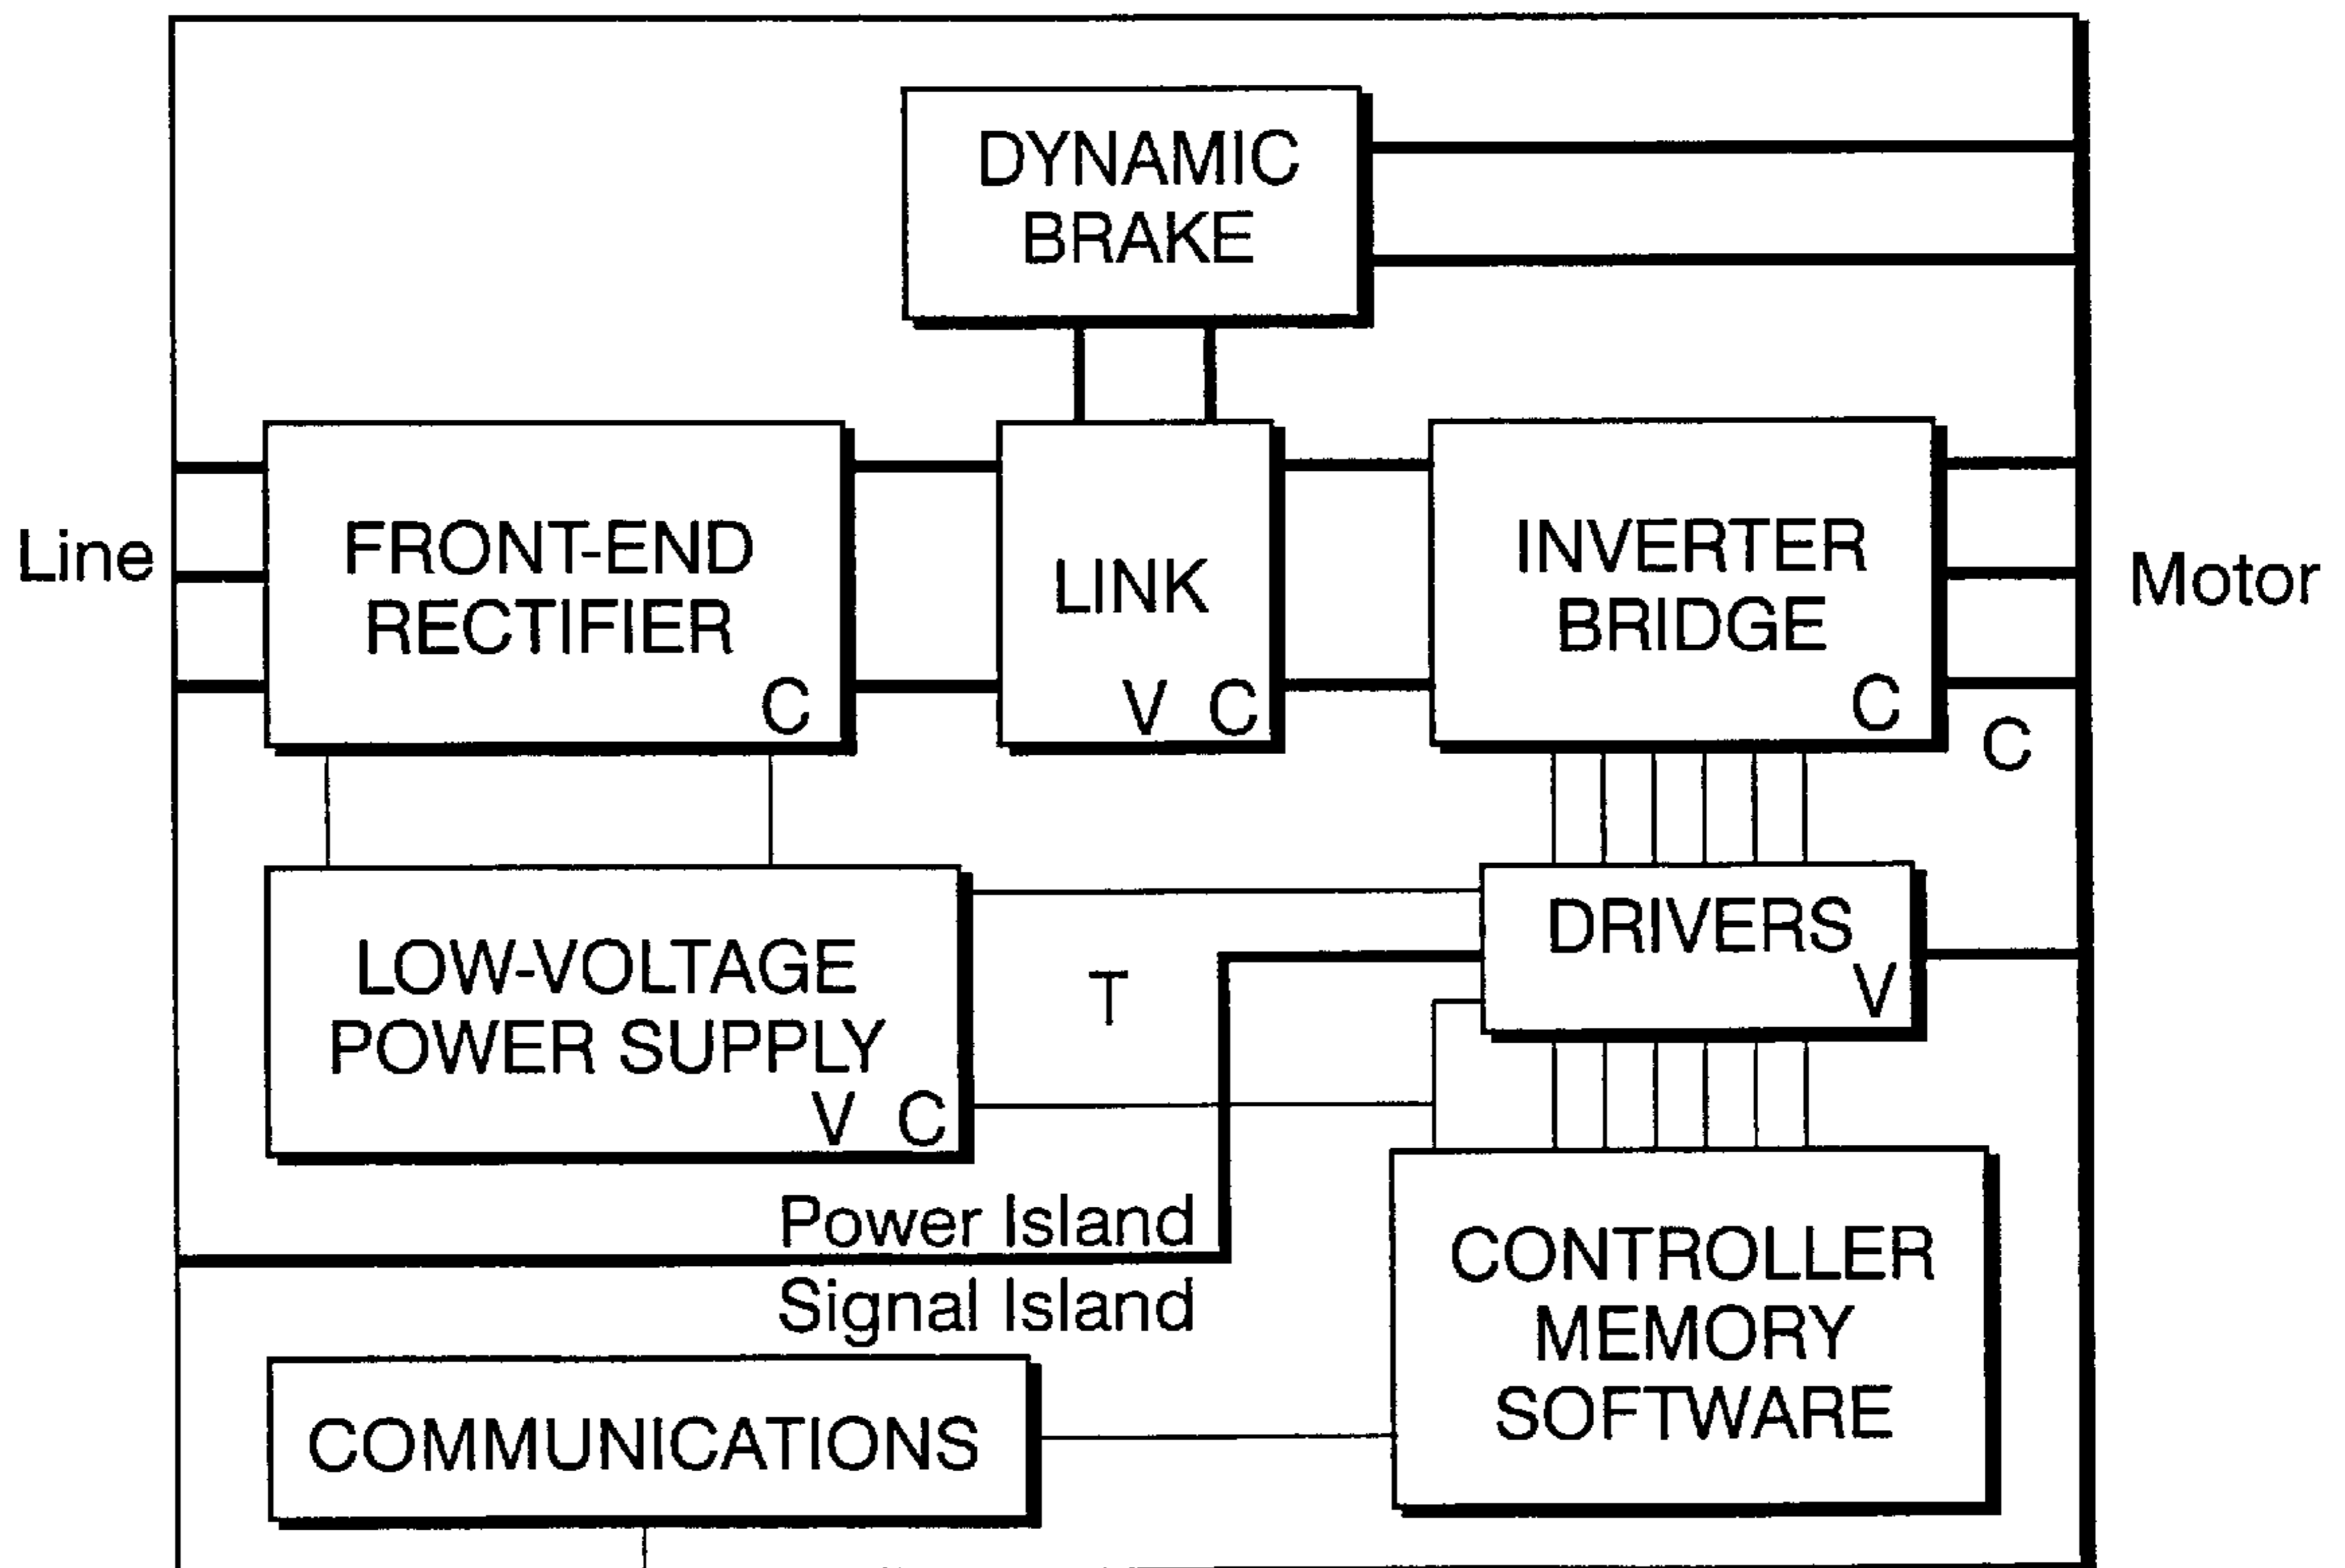 DYNAMIC
BRAKE
Line
FRONT-END
RECTIFIER
C
LINK
V C
INVERTER
BRIDGE
C
C
Motor
LOW-VOLTAGE
POWER SUPPLY
V C
T
DRIVERS
V
Power Island
Signal Island
CONTROLLER
MEMORY
SOFTWARE
COMMUNICATIONS